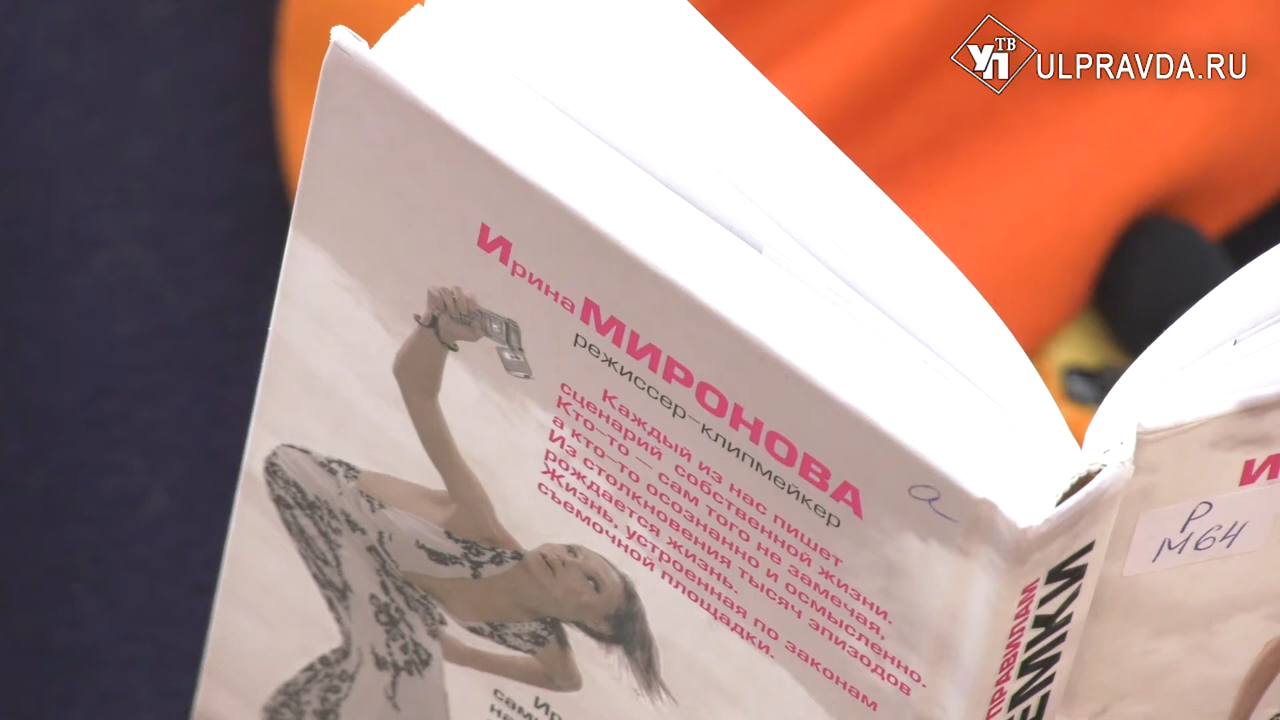 УП ТВ
ULPRAVDA.RU
Ирина МИРОНОВА
режиссер–клипмейкер
Каждый из нас пишет
сценарий собственной жизни.
Кто–то — сам того не замечая,
а кто–то осознанно и осмысленно.
Из столкновения тысяч эпизодов
рождается жизнь.
Жизнь, устроенная по законам
съемочной площадки.
а
Р
М64